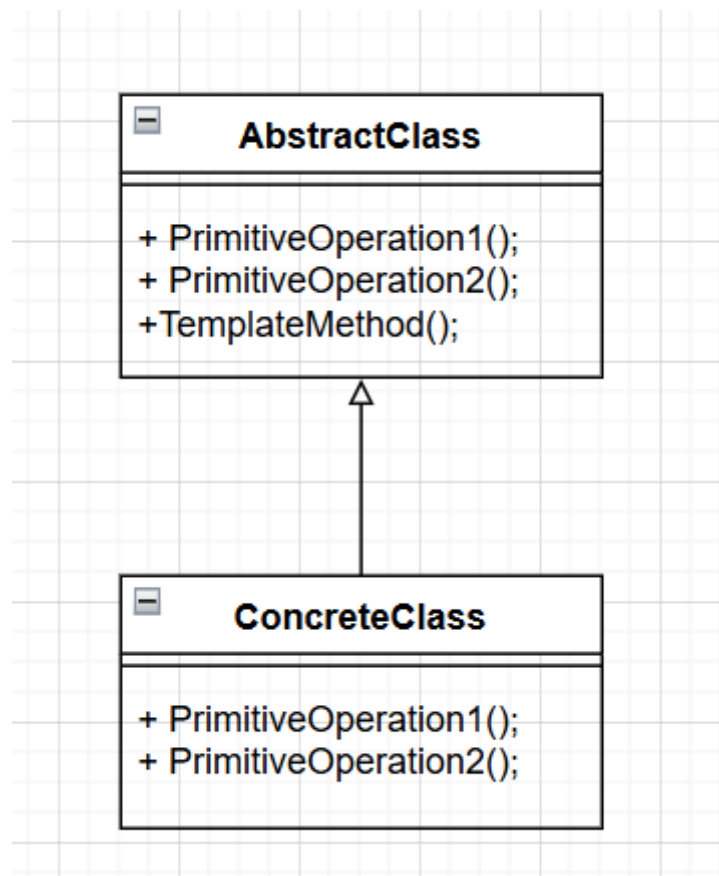 AbstractClass
+ PrimitiveOperation1();
+ PrimitiveOperation2();
+TemplateMethod();
ConcreteClass
+ PrimitiveOperation1();
+ PrimitiveOperation2();